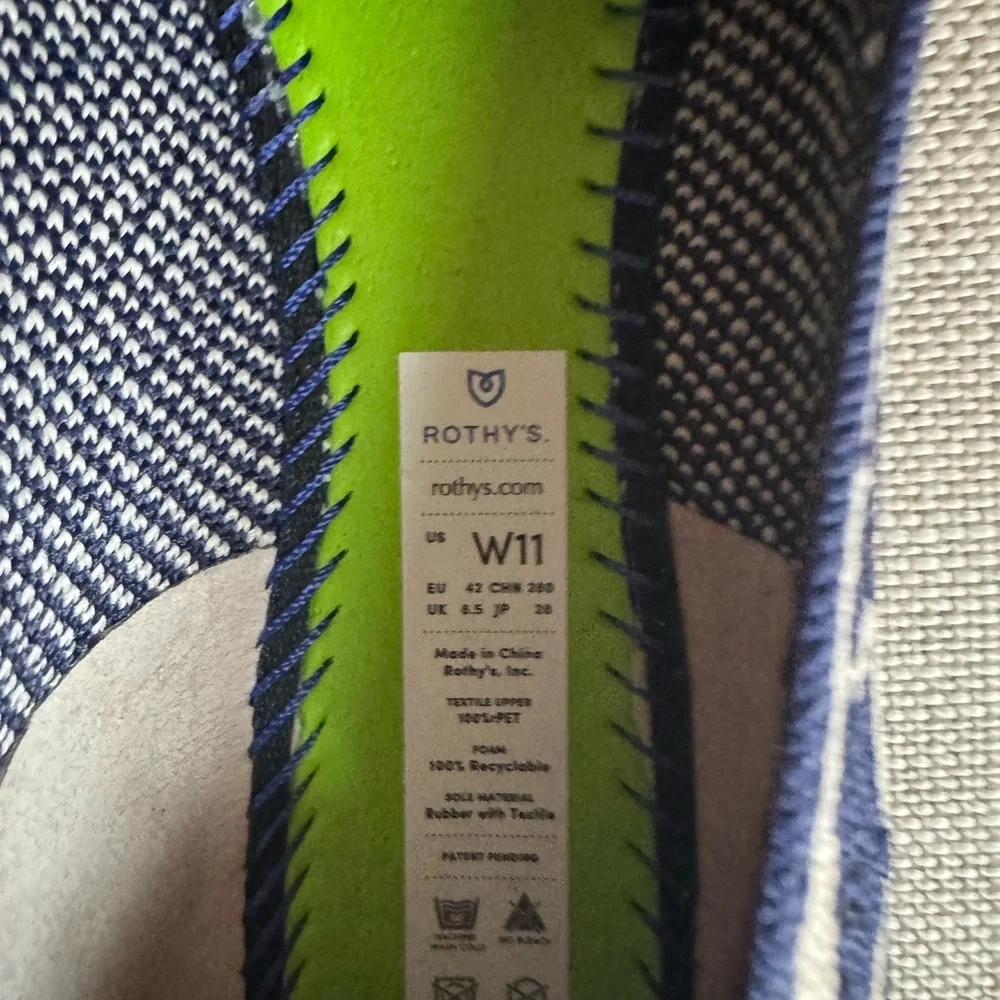 ROTHY'S.
rothys.com
US W11
EU 42 CHN 280
UK 8.5 JP 28
Made in China
Rothy's, Inc.
TEXTILE UPPER
100% rPET
FOAM
100% Recyclable
SOLE MATERIAL
Rubber with Textile
PATENT PENDING
MACHINE NO BLEACH
WASH COLD